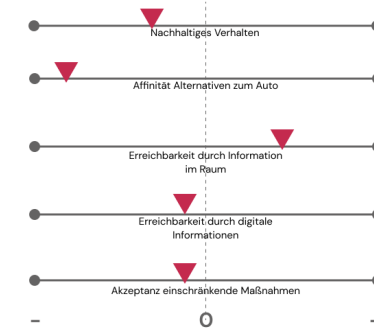 Nachhaltiges Verhalten
Affinität Alternativen zum Auto
Erreichbarkeit durch Information
im Raum
Erreichbarkeit durch digitale
Informationen
Akzeptanz einschränkende Maßnahmen
– 0